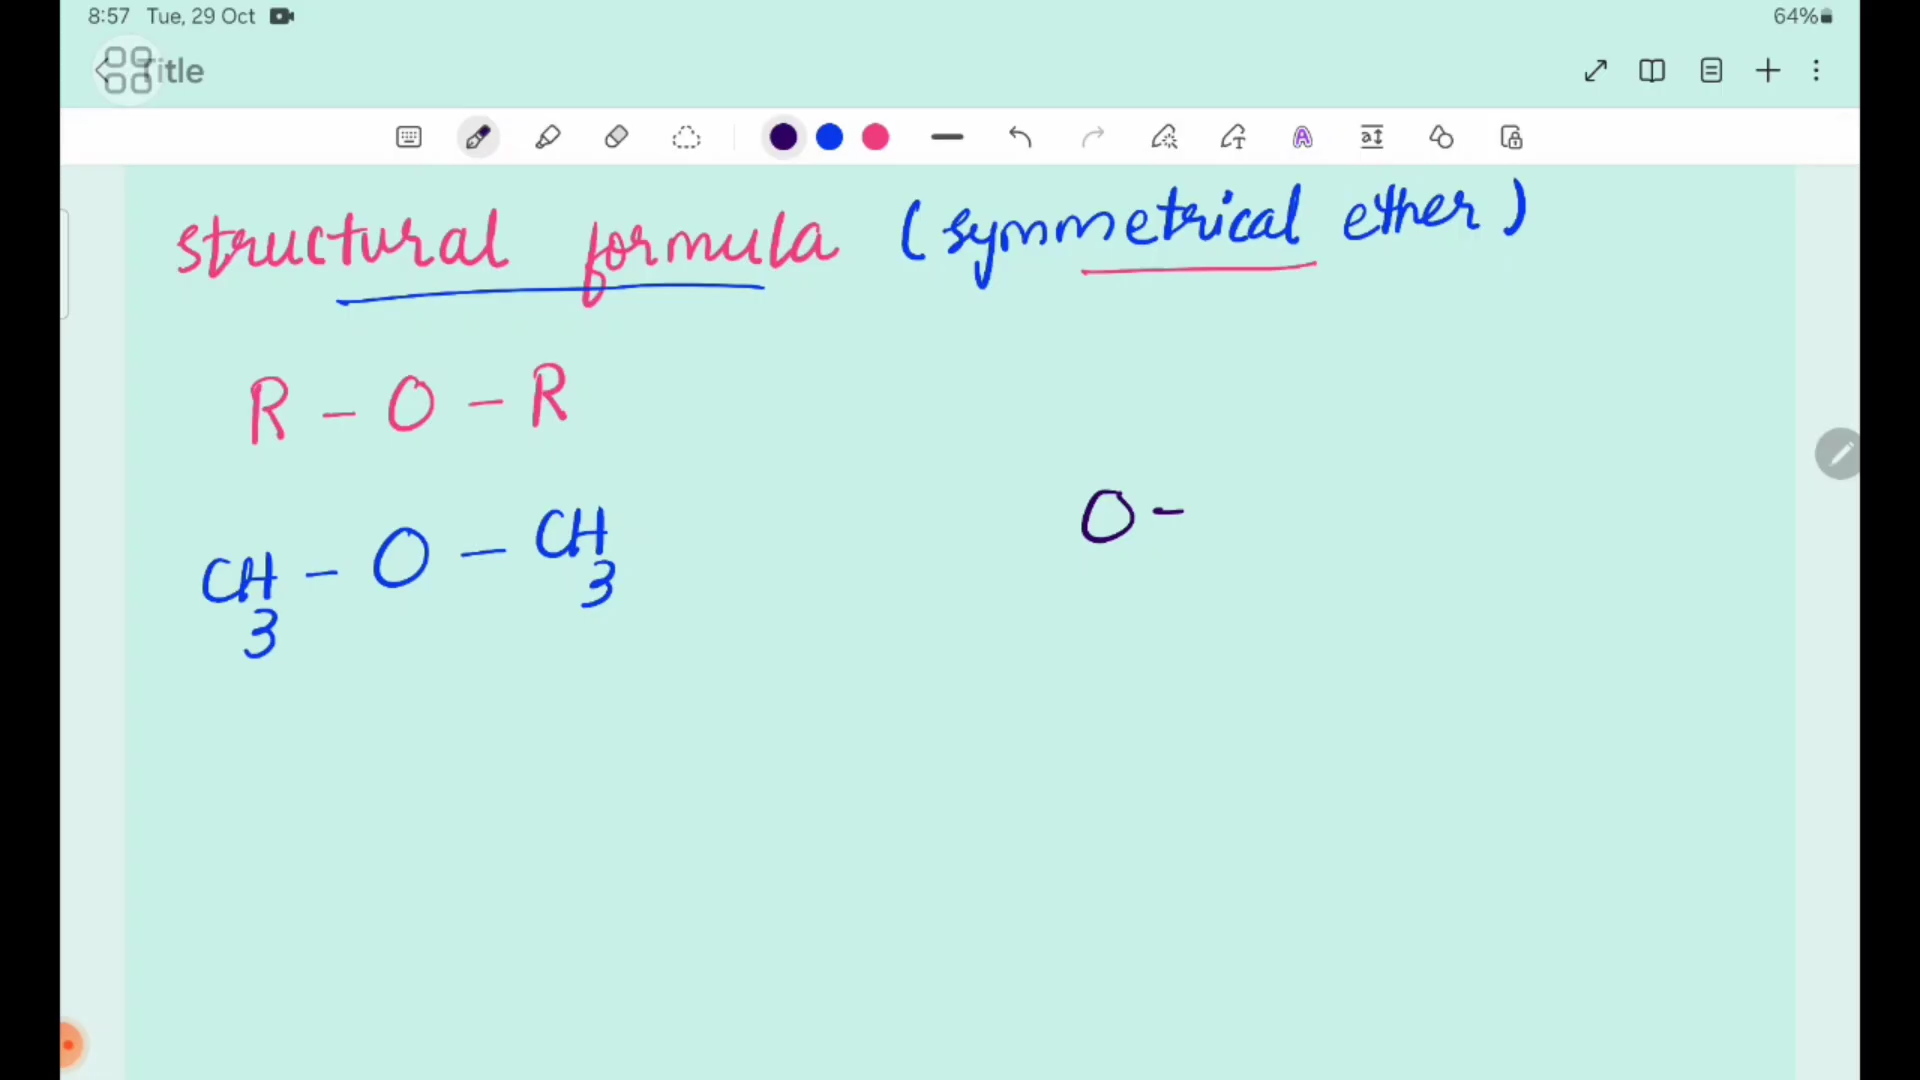 8:57 Tue, 29 Oct 64%
Title
structural formula (symmetrical ether)
R - O - R
CH3 - O - CH3
O -